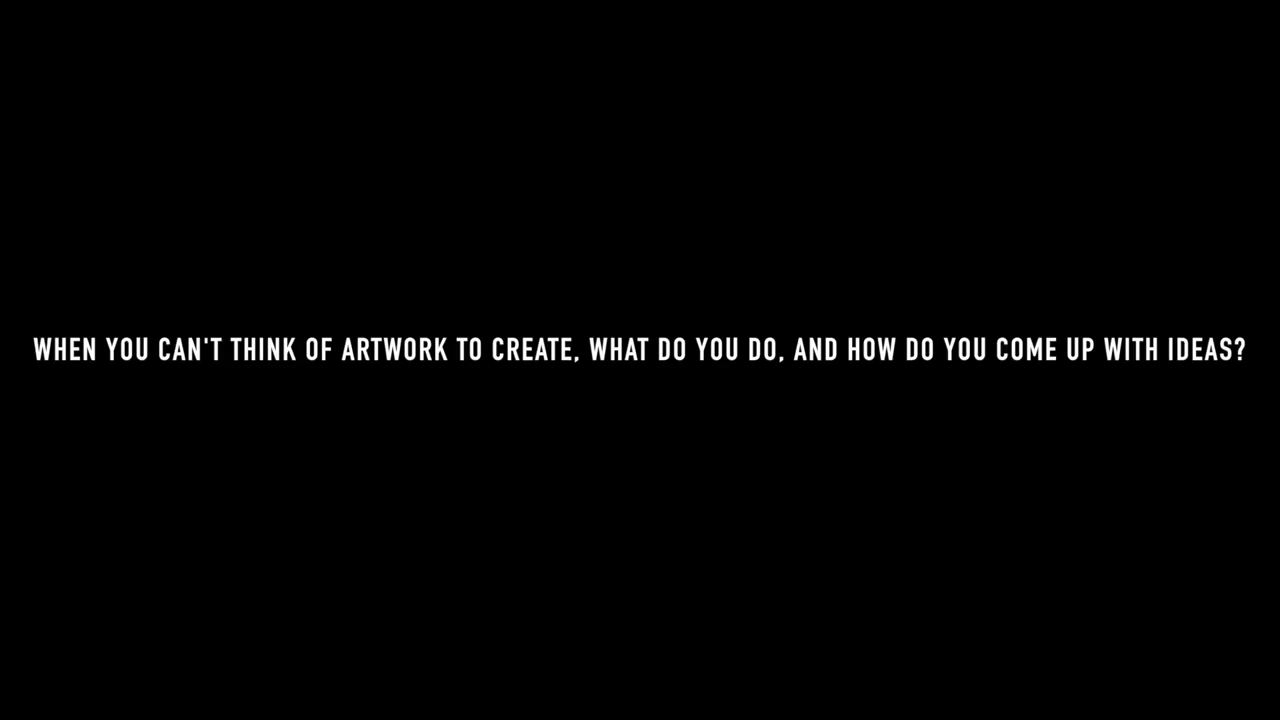 WHEN YOU CAN'T THINK OF ARTWORK TO CREATE, WHAT DO YOU DO, AND HOW DO YOU COME UP WITH IDEAS?